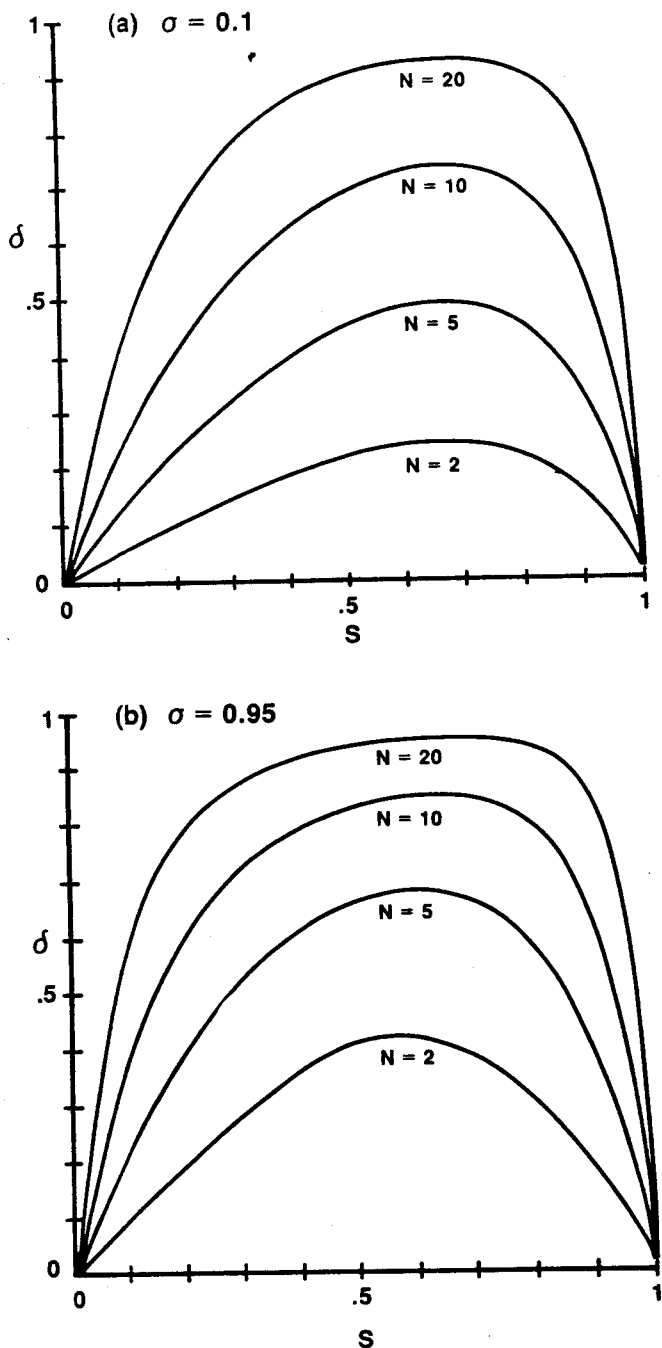 (a) σ = 0.1
1
N = 20
N = 10
δ
.5
N = 5
N = 2
0
0 .5 1
S
(b) σ = 0.95
1
N = 20
N = 10
N = 5
δ
.5
N = 2
0
0 .5 1
S